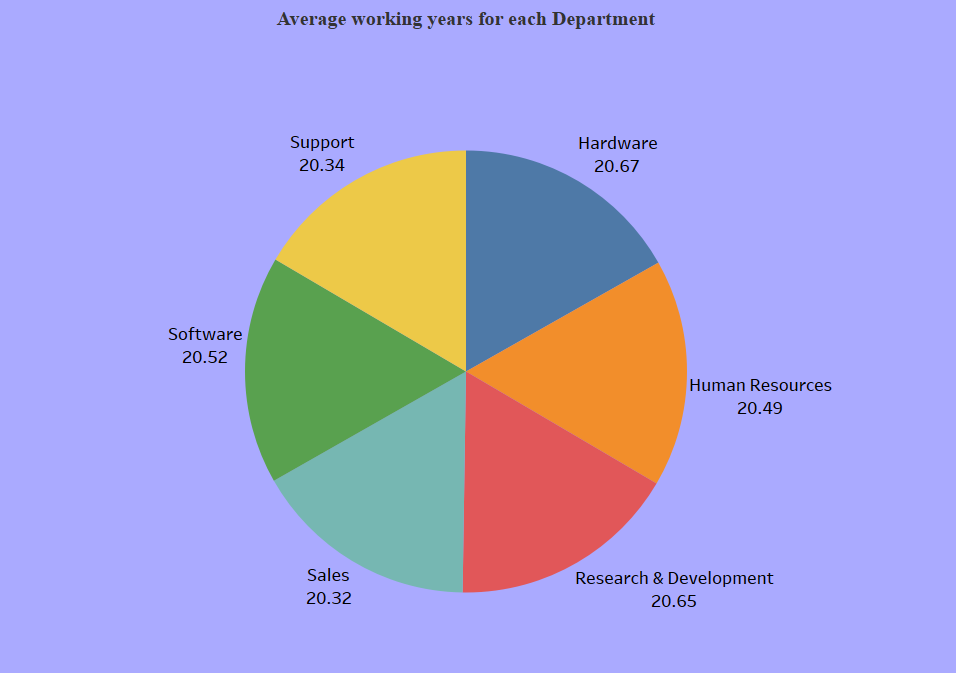 Average working years for each Department
Support
20.34
Hardware
20.67
Software
20.52
Human Resources
20.49
Sales
20.32
Research & Development
20.65